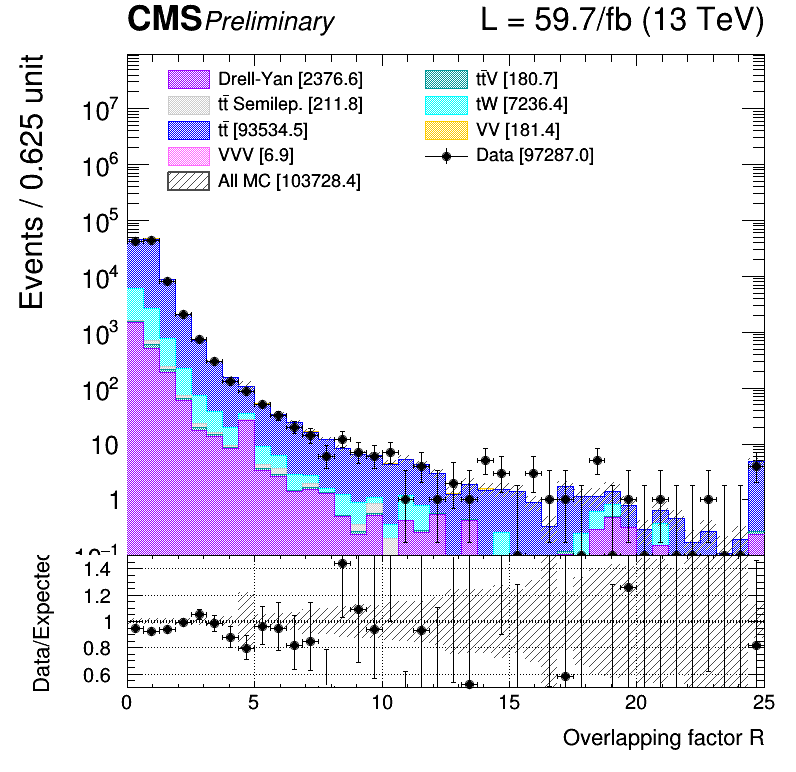 CMS Preliminary L = 59.7/fb (13 TeV)
Events / 0.625 unit
Drell-Yan [2376.6]
tt̄ Semilep. [211.8]
tt̄ [93534.5]
VVV [6.9]
All MC [103728.4]
tt̄V [180.7]
tW [7236.4]
VV [181.4]
Data [97287.0]
10⁷
10⁶
10⁵
10⁴
10³
10²
10
1
10⁻¹
Data/Expected
1.4
1.2
1
0.8
0.6
0 5 10 15 20 25
Overlapping factor R